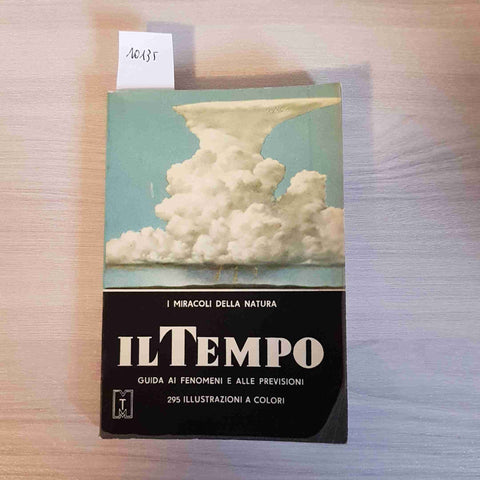 10135
I MIRACOLI DELLA NATURA
IL TEMPO
GUIDA AI FENOMENI E ALLE PREVISIONI
295 ILLUSTRAZIONI A COLORI
M
T
M